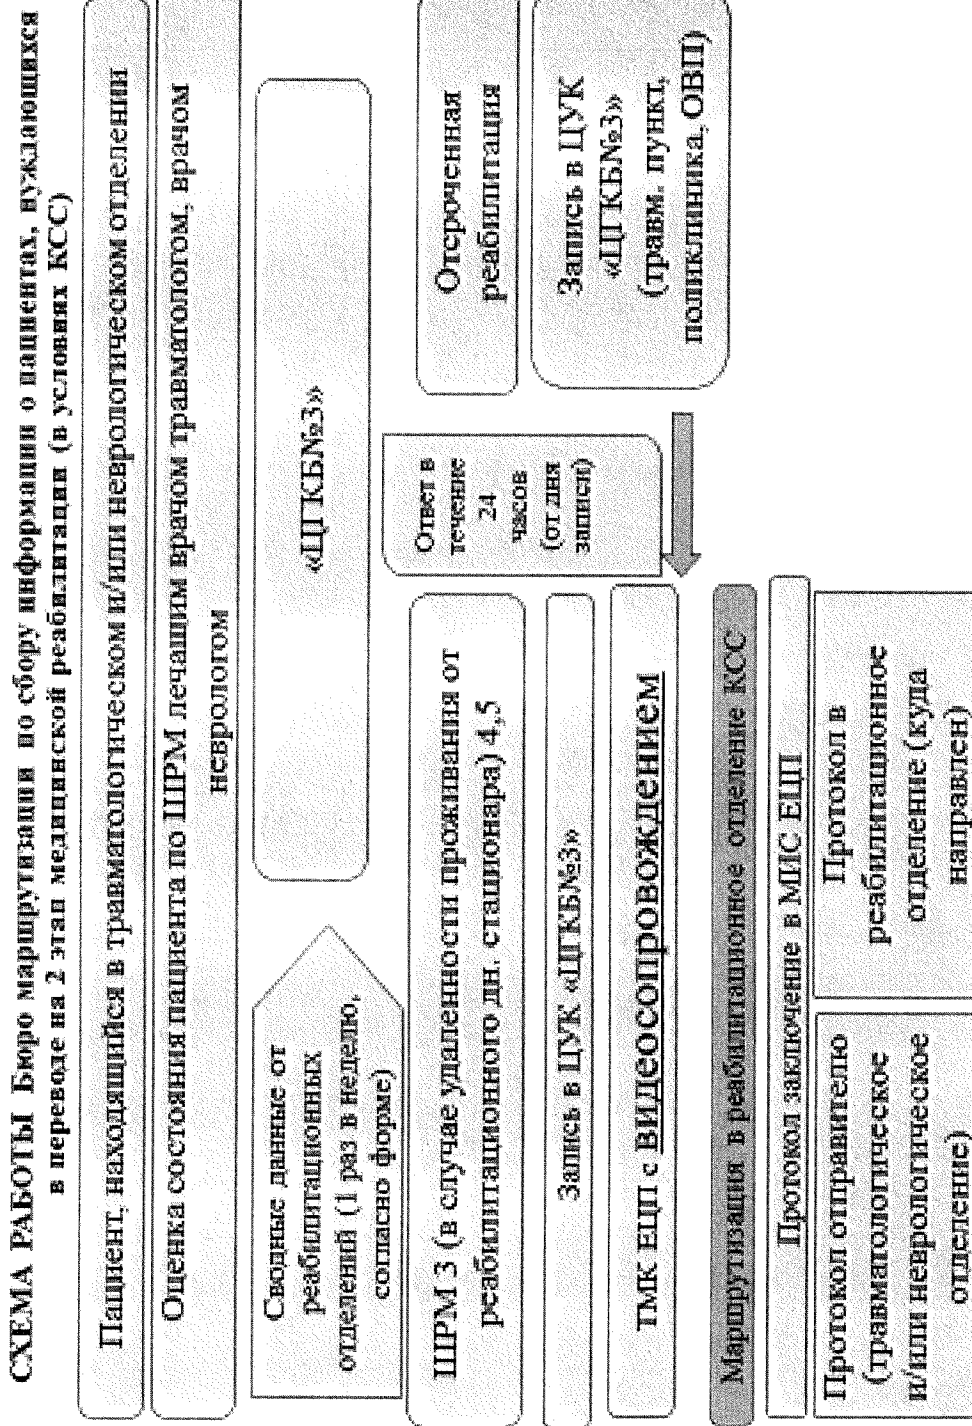 СХЕМА РАБОТЫ Бюро маршрутизации по сбору информации о пациентах, нуждающихся
в переводе на 2 этап медицинской реабилитации (в условиях КСС)
Пациент, находящийся в травматологическом и/или неврологическом отделении
Оценка состояния пациента по ШРМ лечащим врачом травматологом, врачом
неврологом
Сводные данные от
реабилитационных
отделений (1 раз в неделю,
согласно форме)
«ЦГКБ№3»
ШРМ 3 (в случае удаленности проживания от
реабилитационного дн. стационара) 4,5
Ответ в
течение
24
часов
(от дня
записи)
Отсроченная
реабилитация
Запись в ЦУК «ЦГКБ№3»
Запись в ЦУК
«ЦГКБ№3»
(травм. пункт,
поликлиника, ОВП)
ТМК ЕЦП с ВИДЕОСОПРОВОЖДЕНИЕМ
Маршрутизация в реабилитационное отделение КСС
Протокол заключение в МИС ЕЦП
Протокол отправителю
(травматологическое
и/или неврологическое
отделение)
Протокол в
реабилитационное
отделение (куда
направлен)